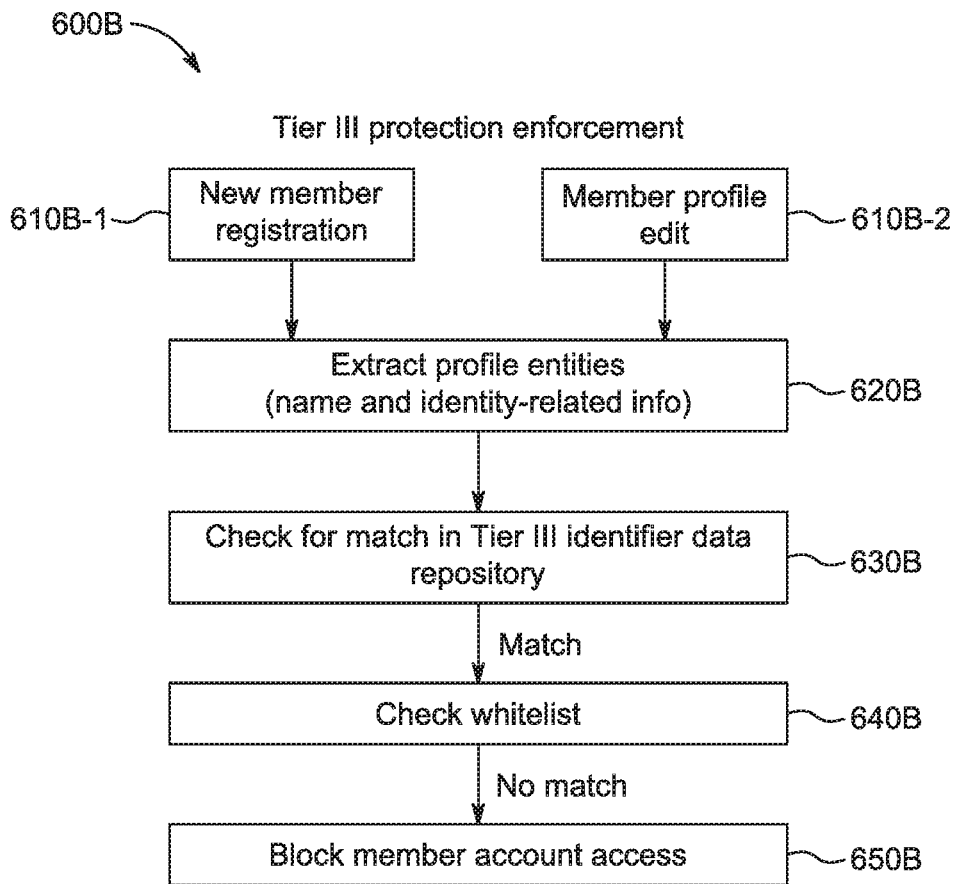 600B
Tier III protection enforcement
New member
registration
610B-1
Member profile
edit
610B-2
Extract profile entities
(name and identity-related info)
620B
Check for match in Tier III identifier data
repository
630B
Match
Check whitelist
640B
No match
Block member account access
650B